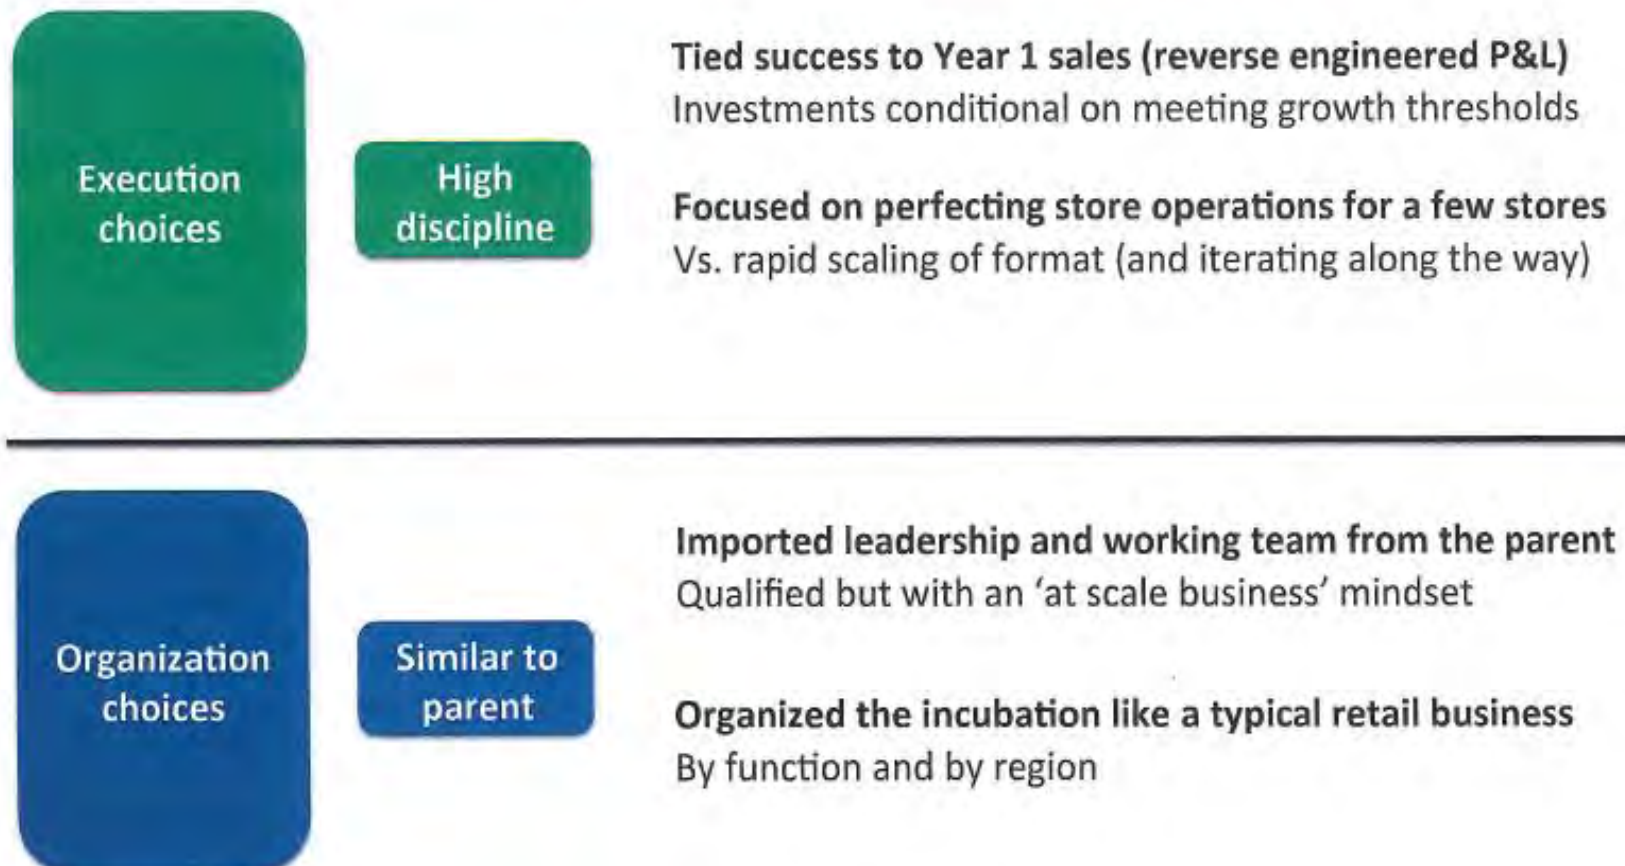 Execution
choices
High
discipline
Tied success to Year 1 sales (reverse engineered P&L)
Investments conditional on meeting growth thresholds
Focused on perfecting store operations for a few stores
Vs. rapid scaling of format (and iterating along the way)
Organization
choices
Similar to
parent
Imported leadership and working team from the parent
Qualified but with an ‘at scale business’ mindset
Organized the incubation like a typical retail business
By function and by region